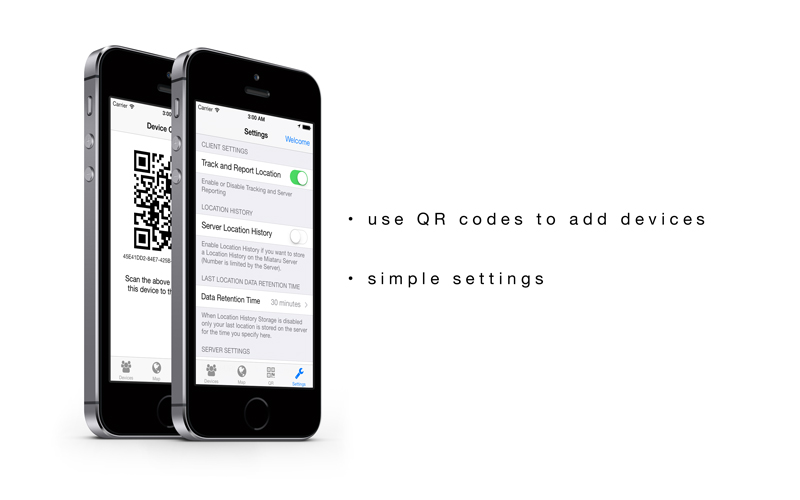 Carrier
3:00
Device
45E41DD2-84E7-425B
Scan the above
this device to
Devices
Map
Carrier
3:00 AM
Settings
Welcome
CLIENT SETTINGS
Track and Report Location
Enable or Disable Tracking and Server
Reporting
LOCATION HISTORY
Server Location History
Enable Location History if you want to store
a Location History on the Miataru Server
(Number is limited by the Server).
LAST LOCATION DATA RETENTION TIME
Data Retention Time 30 minutes
When Location History Storage is disabled
only your last location is stored on the server
for the time you specify here.
SERVER SETTINGS
Devices Map QR Settings
• use QR codes to add devices
• simple settings